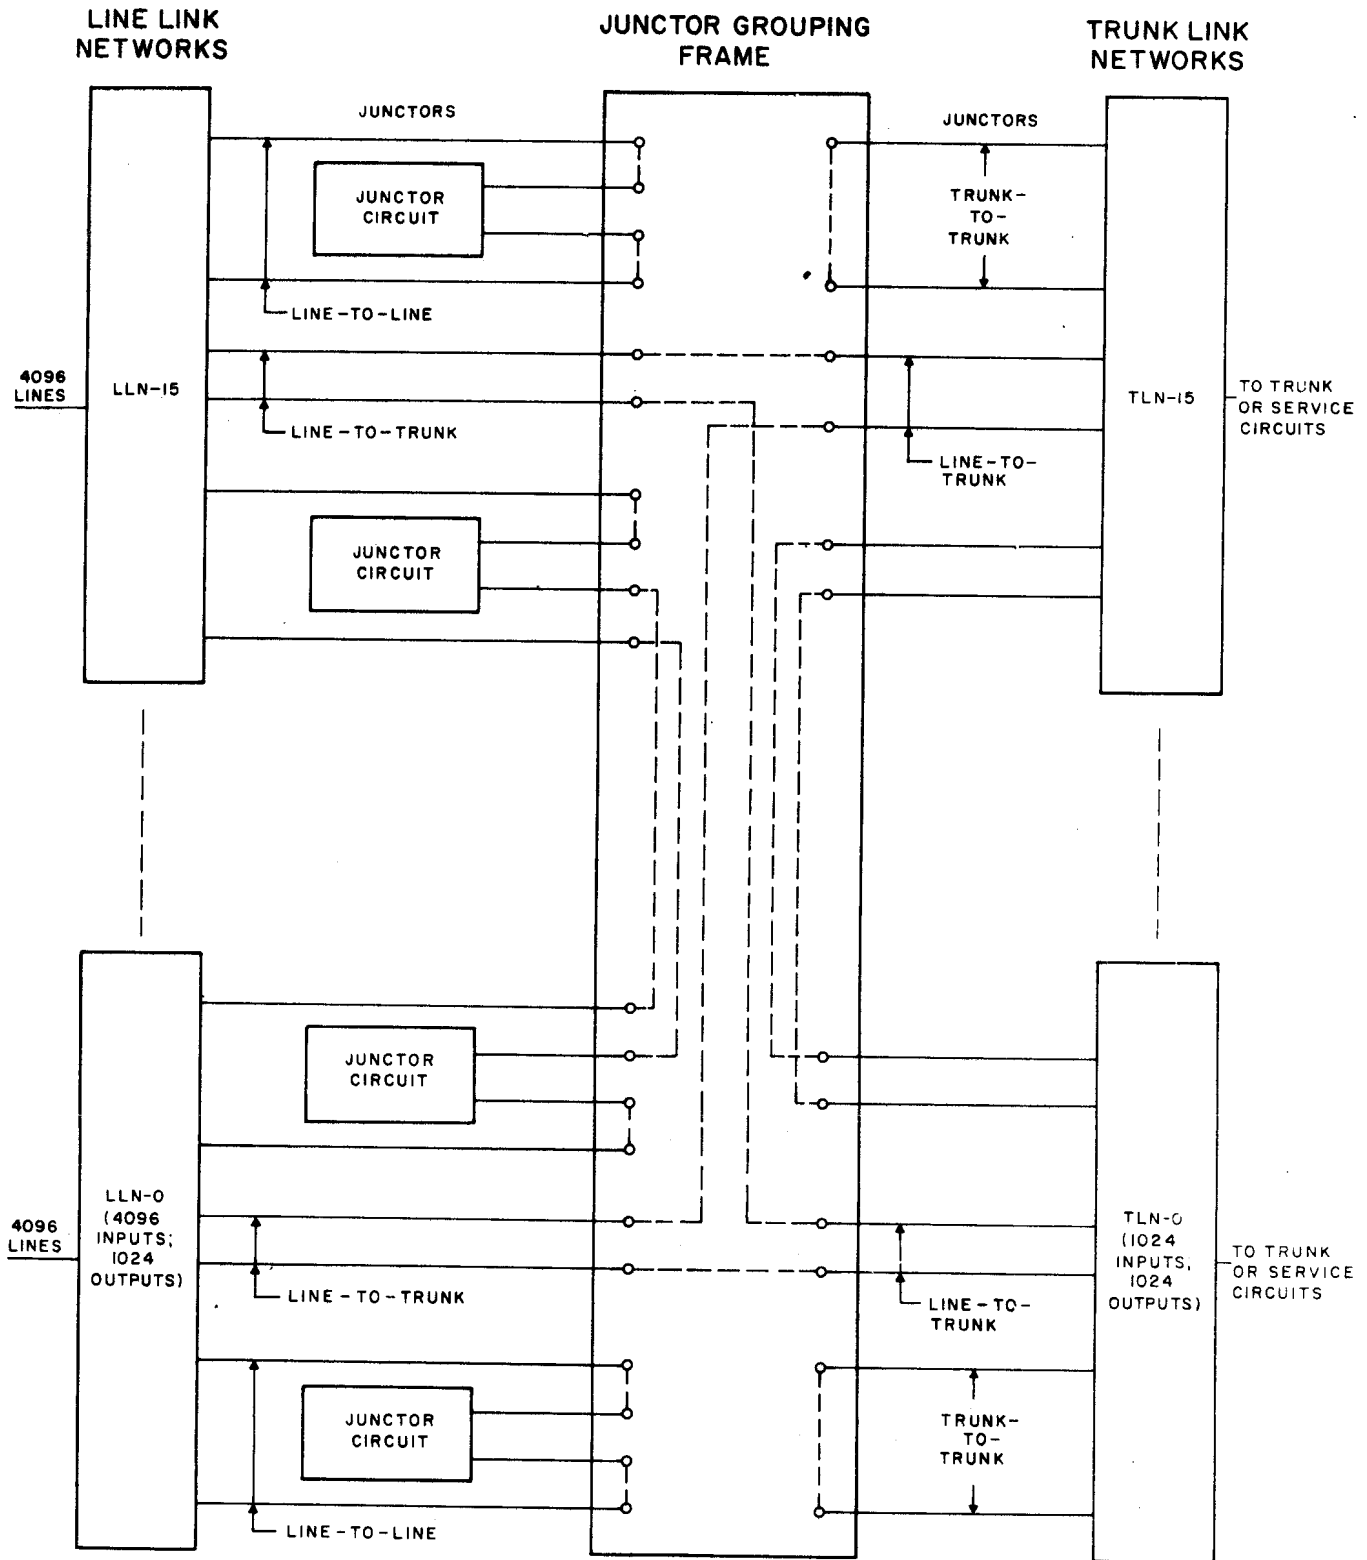 LINE LINK
NETWORKS
JUNCTOR GROUPING
FRAME
TRUNK LINK
NETWORKS
JUNCTORS
JUNCTOR
CIRCUIT
LINE-TO-LINE
4096
LINES
LLN-15
LINE-TO-TRUNK
JUNCTOR
CIRCUIT
JUNCTORS
TRUNK-
TO-
TRUNK
TLN-15
TO TRUNK
OR SERVICE
CIRCUITS
LINE-TO-
TRUNK
JUNCTOR
CIRCUIT
4096
LINES
LLN-0
(4096
INPUTS;
1024
OUTPUTS)
LINE-TO-TRUNK
JUNCTOR
CIRCUIT
LINE-TO-LINE
TLN-0
(1024
INPUTS,
1024
OUTPUTS)
TO TRUNK
OR SERVICE
CIRCUITS
LINE-TO-
TRUNK
TRUNK-
TO-
TRUNK